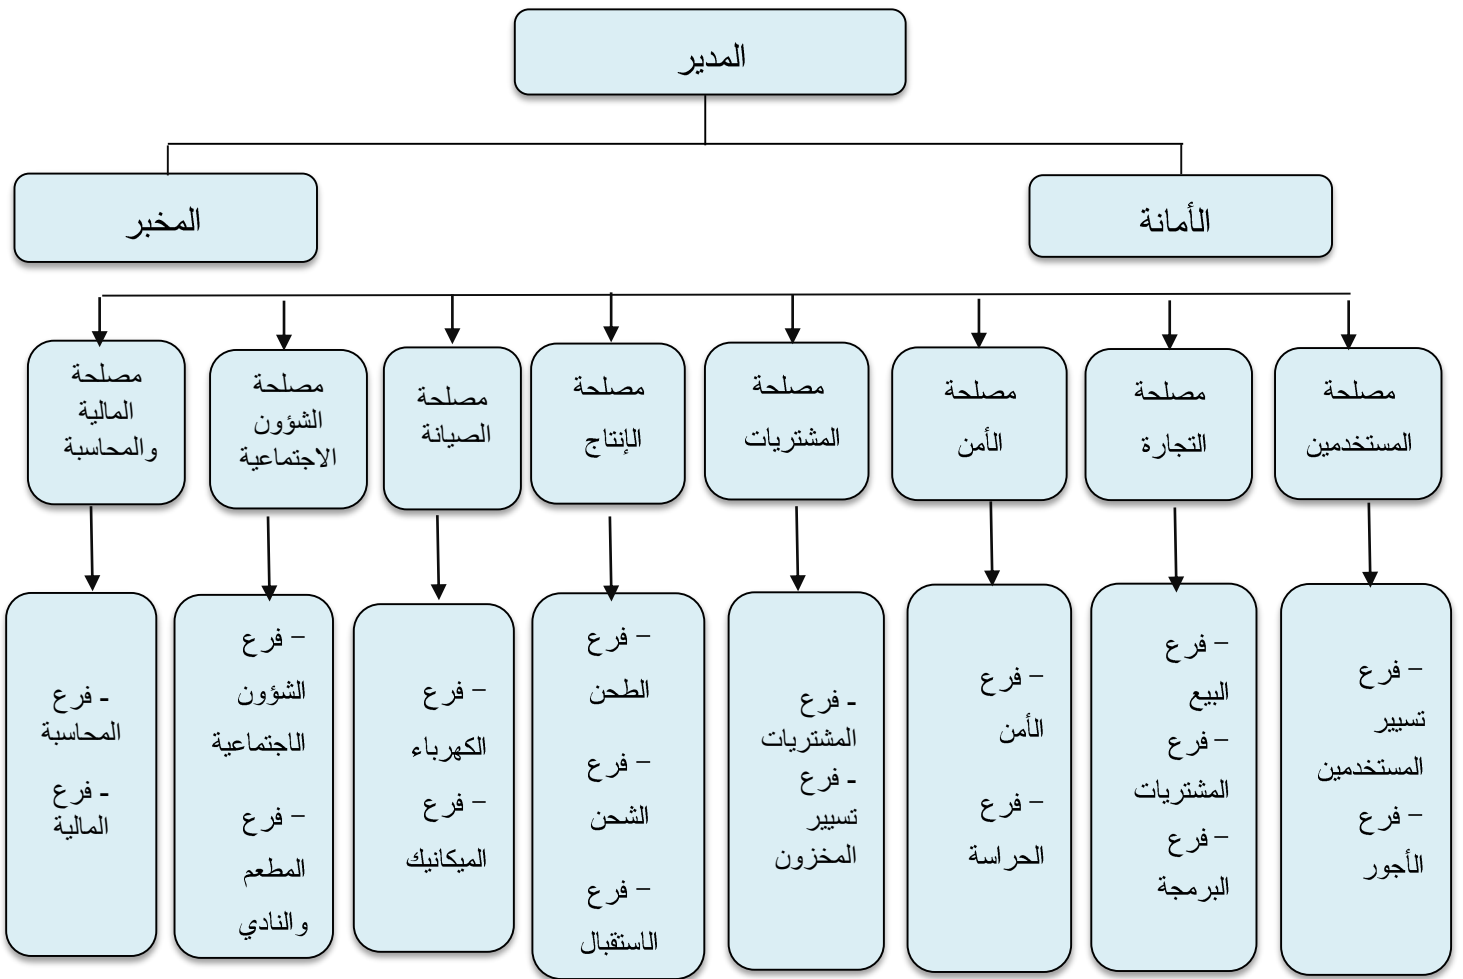 المدير
الأمانة
المخبر
مصلحة
المستخدمين
مصلحة
التجارة
مصلحة
الأمن
مصلحة
المشتريات
مصلحة
الإنتاج
مصلحة
الصيانة
مصلحة
الشؤون
الاجتماعية
مصلحة
المالية
والمحاسبة
– فرع
تسيير
المستخدمين
– فرع
الأجور
– فرع
البيع
– فرع
المشتريات
– فرع
البرمجة
– فرع
الأمن
– فرع
الحراسة
- فرع
المشتريات
- فرع
تسيير
المخزون
– فرع
الطحن
– فرع
الشحن
– فرع
الاستقبال
– فرع
الكهرباء
– فرع
الميكانيك
– فرع
الشؤون
الاجتماعية
– فرع
المطعم
والنادي
- فرع
المحاسبة
- فرع
المالية